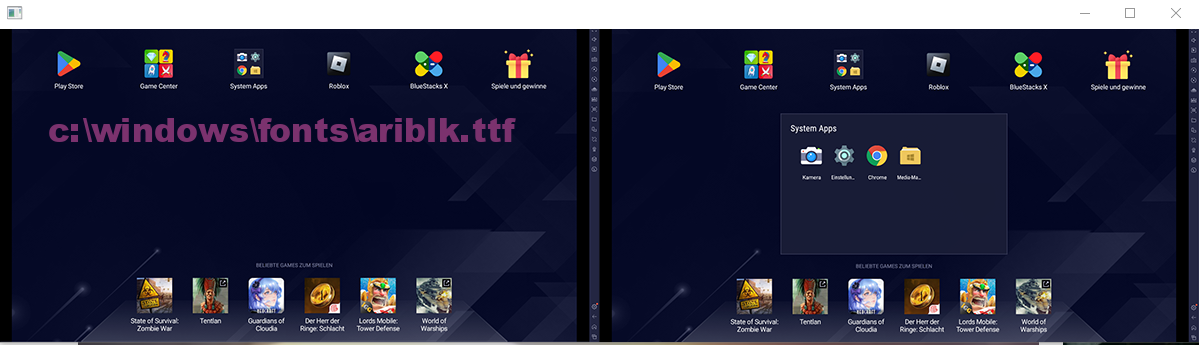 Play Store
Game Center
System Apps
Roblox
BlueStacks X
Spiele und gewinne
c:\windows\fonts\ariblk.ttf
BELIEBTE GAMES ZUM SPIELEN
State of Survival:
Zombie War
Tentlan
Guardians of
Cloudia
Der Herr der
Ringe: Schlacht
Lords Mobile:
Tower Defense
World of
Warships
Play Store
Game Center
System Apps
Roblox
BlueStacks X
Spiele und gewinne
System Apps
Kamera
Einstellun...
Chrome
Media-Ma...
BELIEBTE GAMES ZUM SPIELEN
State of Survival:
Zombie War
Tentlan
Guardians of
Cloudia
Der Herr der
Ringe: Schlacht
Lords Mobile:
Tower Defense
World of
Warships